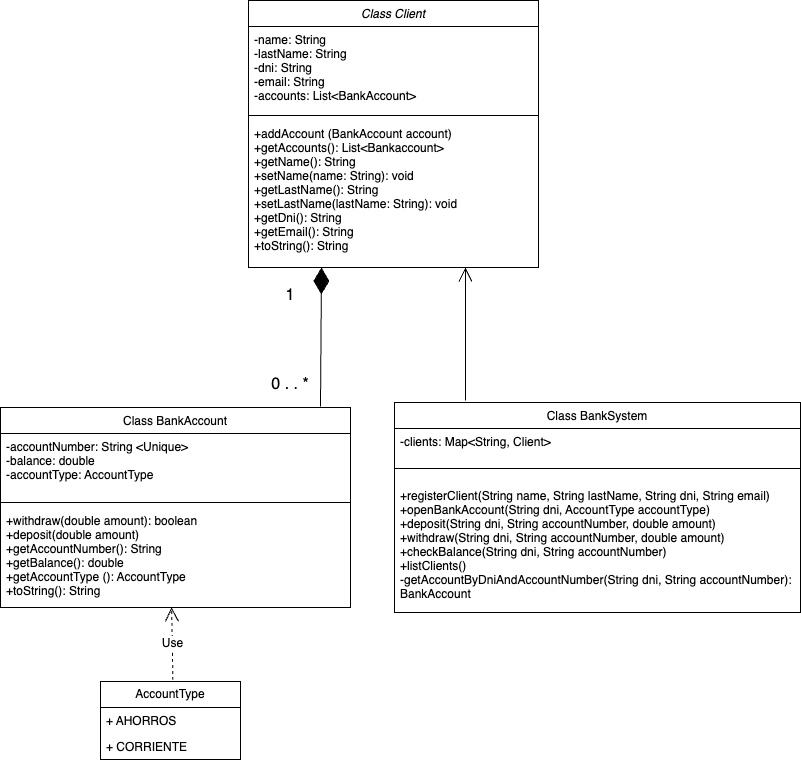 Class Client
-name: String
-lastName: String
-dni: String
-email: String
-accounts: List<BankAccount>
+addAccount (BankAccount account)
+getAccounts(): List<Bankaccount>
+getName(): String
+setName(name: String): void
+getLastName(): String
+setLastName(lastName: String): void
+getDni(): String
+getEmail(): String
+toString(): String
1
0 . . *
Class BankAccount
-accountNumber: String <Unique>
-balance: double
-accountType: AccountType
+withdraw(double amount): boolean
+deposit(double amount)
+getAccountNumber(): String
+getBalance(): double
+getAccountType (): AccountType
+toString(): String
Class BankSystem
-clients: Map<String, Client>
+registerClient(String name, String lastName, String dni, String email)
+openBankAccount(String dni, AccountType accountType)
+deposit(String dni, String accountNumber, double amount)
+withdraw(String dni, String accountNumber, double amount)
+checkBalance(String dni, String accountNumber)
+listClients()
-getAccountByDniAndAccountNumber(String dni, String accountNumber):
BankAccount
Use
AccountType
+ AHORROS
+ CORRIENTE